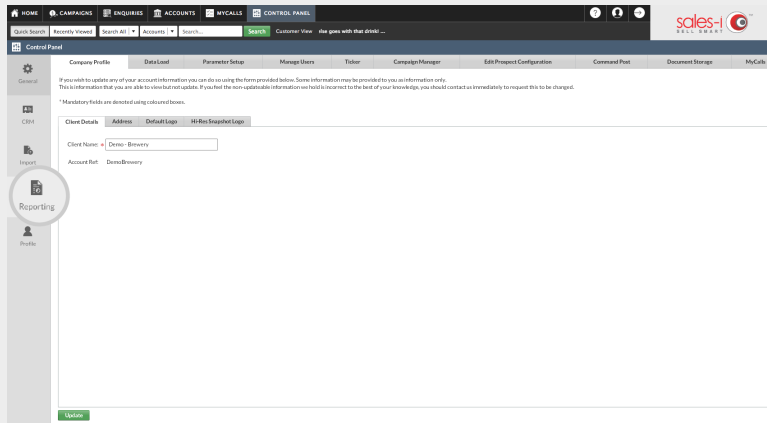 HOME CAMPAIGNS ENQUIRIES ACCOUNTS MYCALLS CONTROL PANEL ?
sales-i
SELL SMART
Quick Search Recently Viewed Search All Accounts Search... Search Customer View rise goes with that drink! ...
Control Panel
Company Profile Data Load Parameter Setup Manage Users Ticker Campaign Manager Edit Prospect Configuration Command Post Document Storage MyCalls
General
If you wish to update any of your account information you can do so using the form provided below. Some information may be provided to you as information only.
This is information that you are able to view but not update. If you feel the non-updateable information we hold is incorrect to the best of your knowledge, you should contact us immediately to request this to be changed.
* Mandatory fields are denoted using coloured boxes.
CRM
Client Details Address Default Logo Hi-Res Snapshot Logo
Client Name: * Demo - Brewery
Import
Account Ref: DemoBrewery
Reporting
Profile
Update